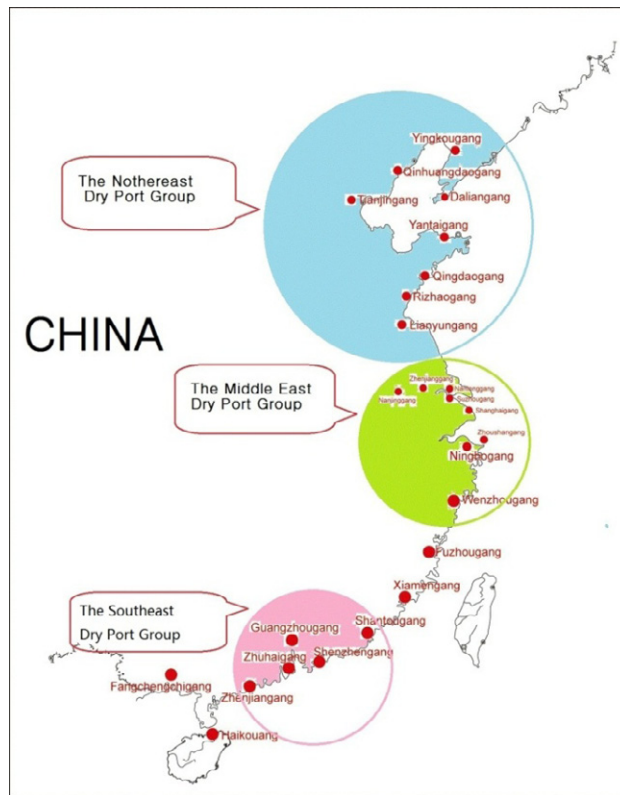 Yingkougang
Qinhuangdaogang
The Nothereast
Dry Port Group
Tianjingang
Daliangang
Yantaigang
Qingdaogang
Rizhaogang
Lianyungang
CHINA
The Middle East
Dry Port Group
Zhenjianggang
Shanghaigang
Zhoushangang
Ningbogang
Wenzhougang
Fuzhougang
Xiamengang
The Southeast
Dry Port Group
Shantougang
Guangzhougang
Shenzhengang
Zhuhaigang
Fangchengchigang
Zhenjiangang
Haikouang